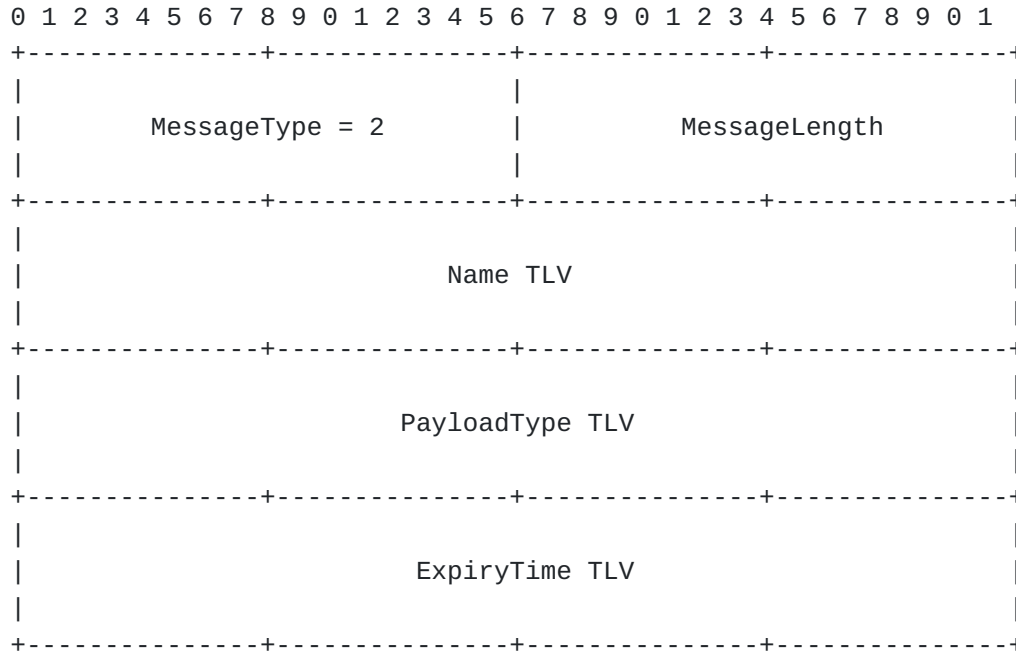 0 1 2 3 4 5 6 7 8 9 0 1 2 3 4 5 6 7 8 9 0 1 2 3 4 5 6 7 8 9 0 1
+---------------+---------------+---------------+---------------+
|                               |                               |
|        MessageType = 2        |          MessageLength        |
|                               |                               |
+---------------+---------------+---------------+---------------+
|                                                               |
|                           Name TLV                            |
|                                                               |
+---------------+---------------+---------------+---------------+
|                                                               |
|                        PayloadType TLV                        |
|                                                               |
+---------------+---------------+---------------+---------------+
|                                                               |
|                         ExpiryTime TLV                        |
|                                                               |
+---------------+---------------+---------------+---------------+